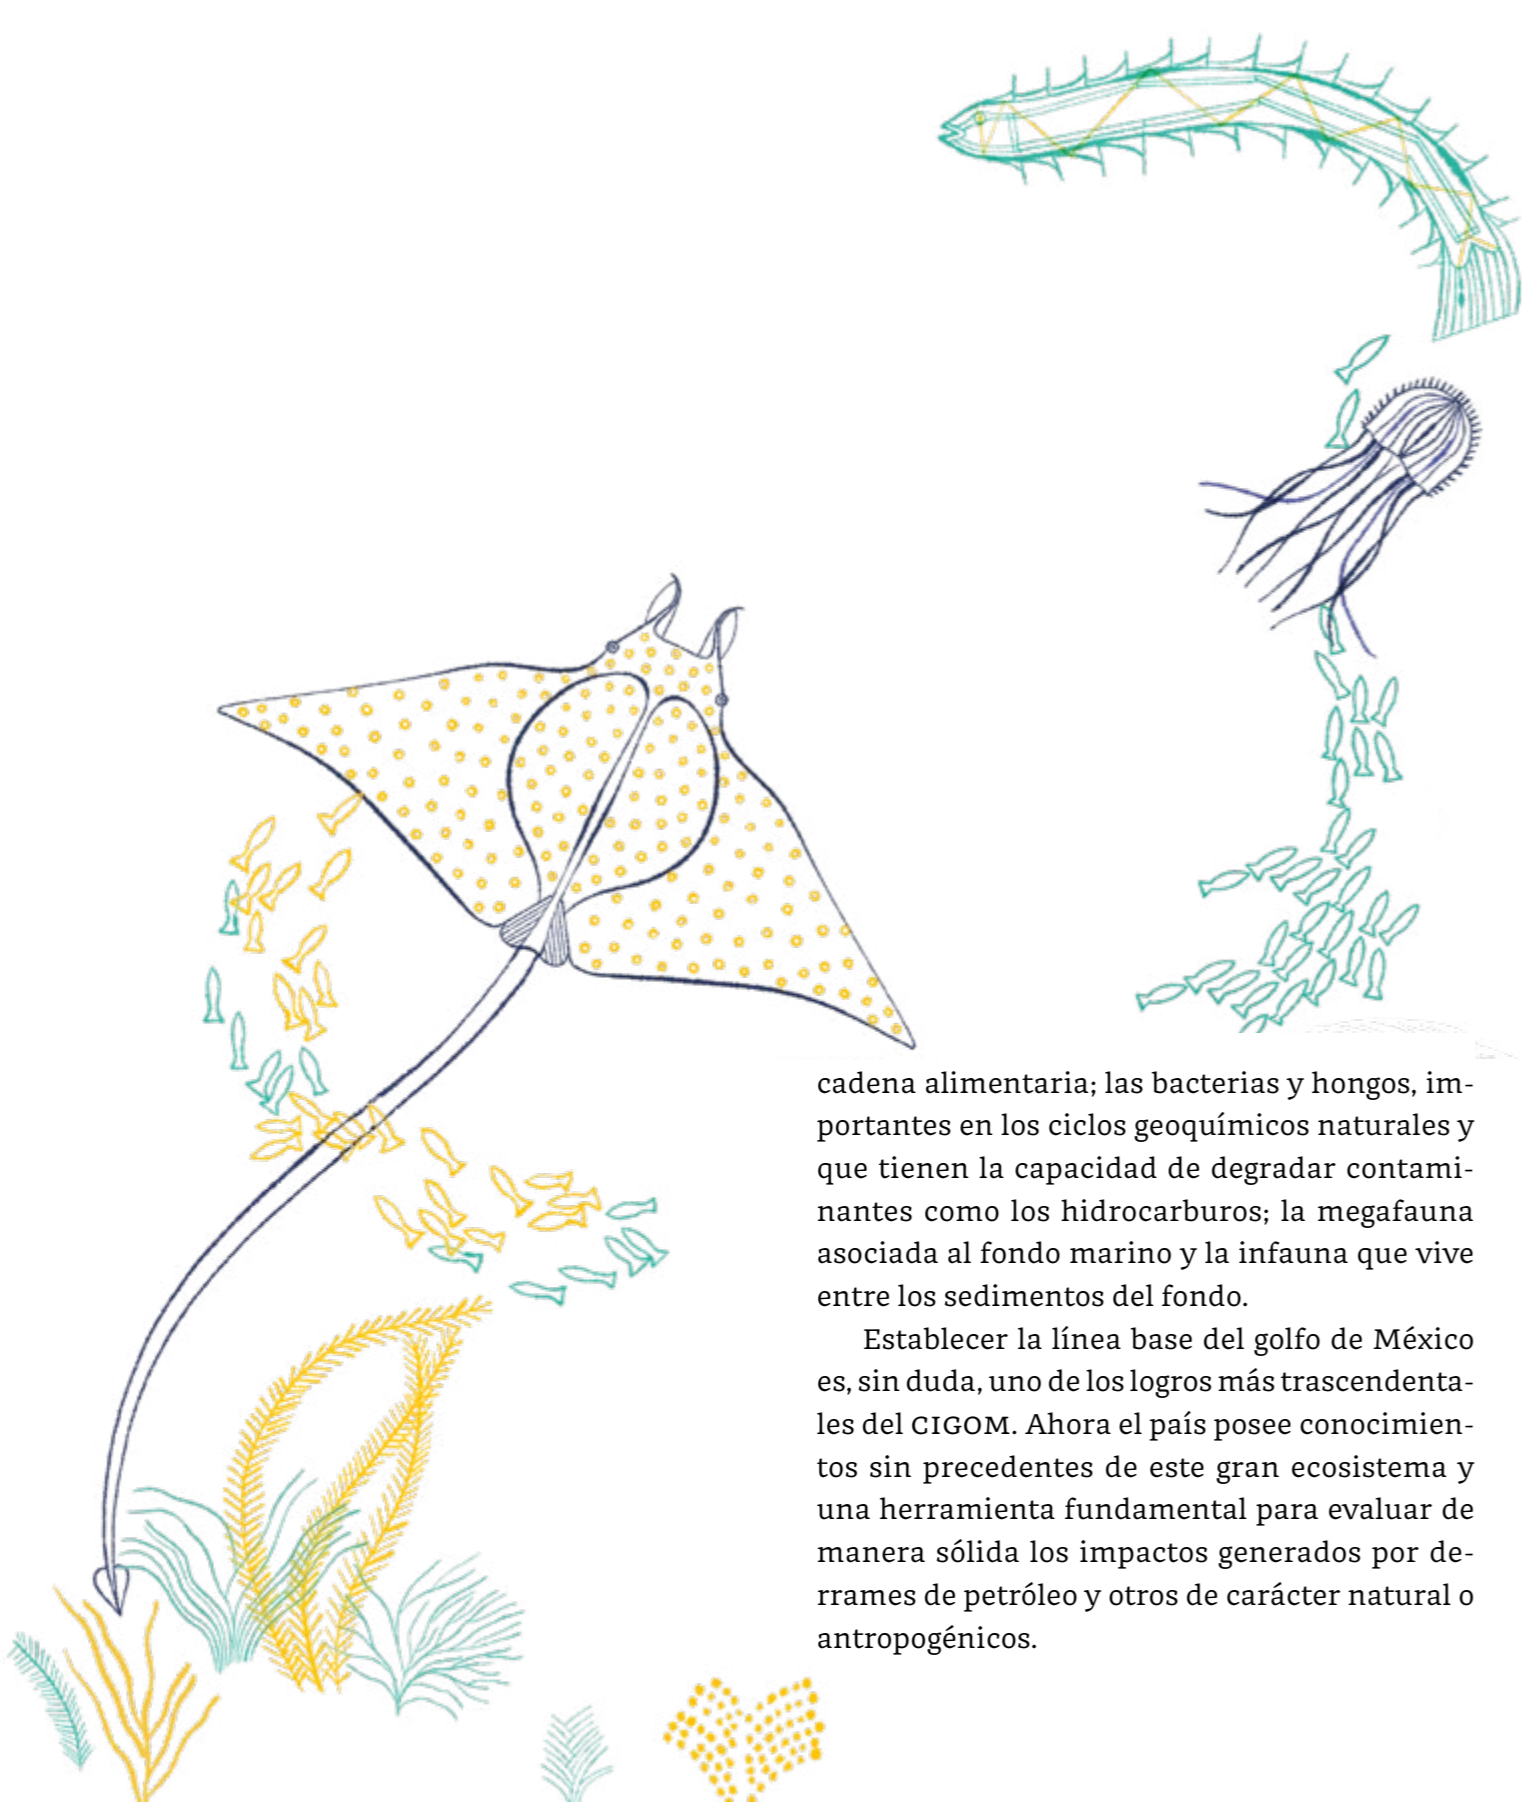 cadena alimentaria; las bacterias y hongos, im-
portantes en los ciclos geoquímicos naturales y
que tienen la capacidad de degradar contami-
nantes como los hidrocarburos; la megafauna
asociada al fondo marino y la infauna que vive
entre los sedimentos del fondo.
Establecer la línea base del golfo de México
es, sin duda, uno de los logros más trascendenta-
les del CIGOM. Ahora el país posee conocimien-
tos sin precedentes de este gran ecosistema y
una herramienta fundamental para evaluar de
manera sólida los impactos generados por de-
rrames de petróleo y otros de carácter natural o
antropogénicos.